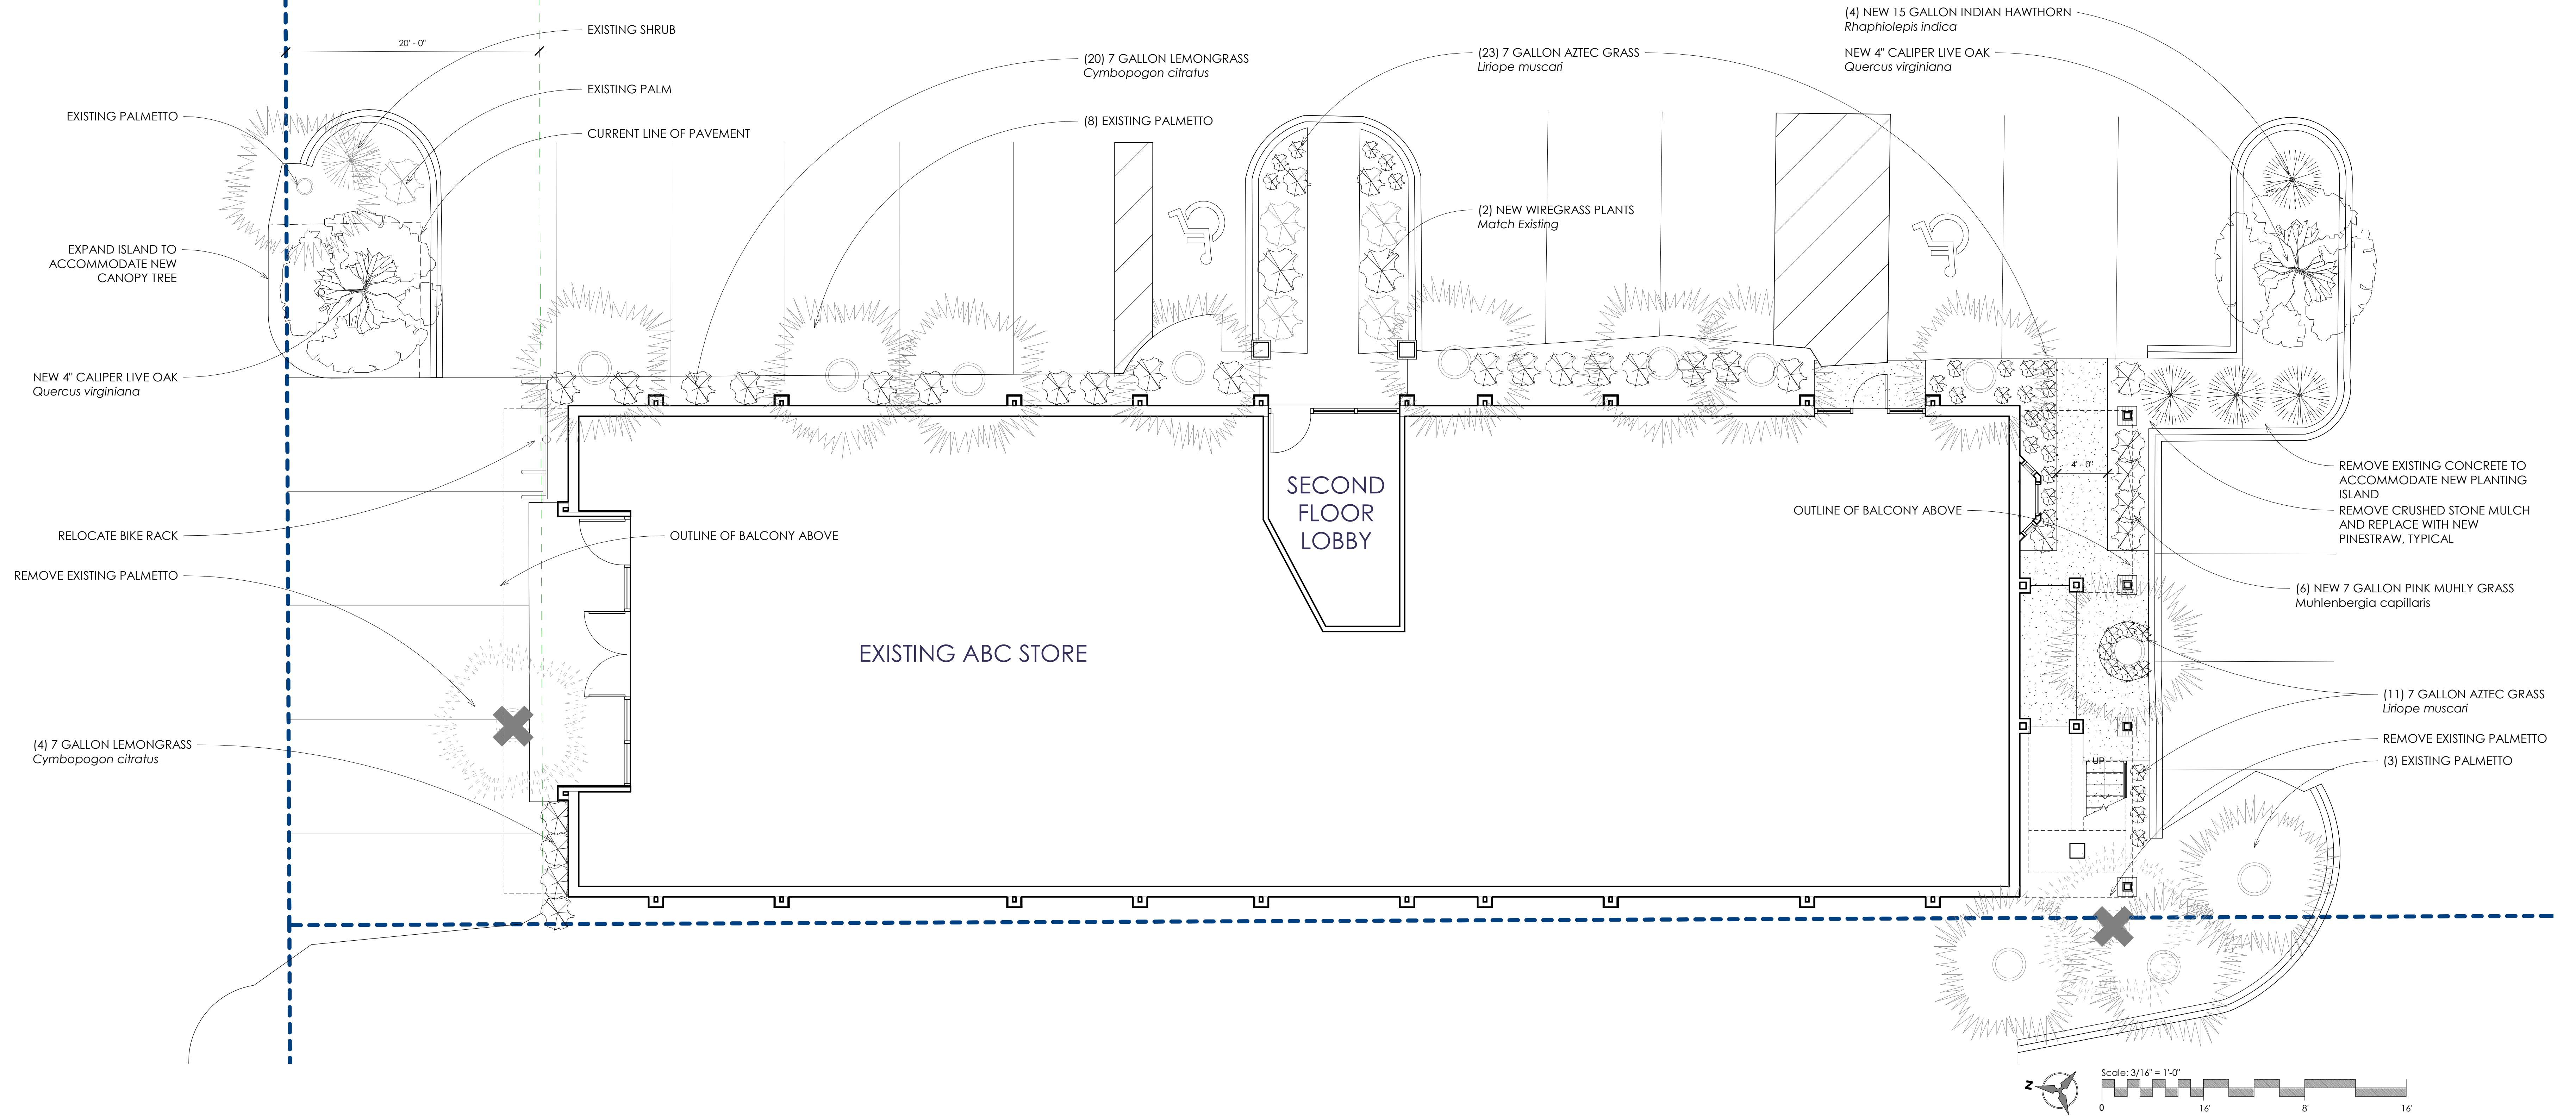 20' - 0"
EXISTING SHRUB
EXISTING PALM
CURRENT LINE OF PAVEMENT
EXISTING PALMETTO
EXPAND ISLAND TO
ACCOMMODATE NEW
CANOPY TREE
NEW 4" CALIPER LIVE OAK
Quercus virginiana
RELOCATE BIKE RACK
REMOVE EXISTING PALMETTO
(4) 7 GALLON LEMONGRASS
Cymbopogon citratus
(20) 7 GALLON LEMONGRASS
Cymbopogon citratus
(8) EXISTING PALMETTO
(23) 7 GALLON AZTEC GRASS
Liriope muscari
(2) NEW WIREGRASS PLANTS
Match Existing
(4) NEW 15 GALLON INDIAN HAWTHORN
Rhaphiolepis indica
NEW 4" CALIPER LIVE OAK
Quercus virginiana
OUTLINE OF BALCONY ABOVE
EXISTING ABC STORE
SECOND
FLOOR
LOBBY
OUTLINE OF BALCONY ABOVE
4' - 0"
REMOVE EXISTING CONCRETE TO
ACCOMMODATE NEW PLANTING
ISLAND
REMOVE CRUSHED STONE MULCH
AND REPLACE WITH NEW
PINESTRAW, TYPICAL
(6) NEW 7 GALLON PINK MUHLY GRASS
Muhlenbergia capillaris
(11) 7 GALLON AZTEC GRASS
Liriope muscari
REMOVE EXISTING PALMETTO
(3) EXISTING PALMETTO
UP
Z
Scale: 3/16" = 1'-0"
0
16'
8'
16'